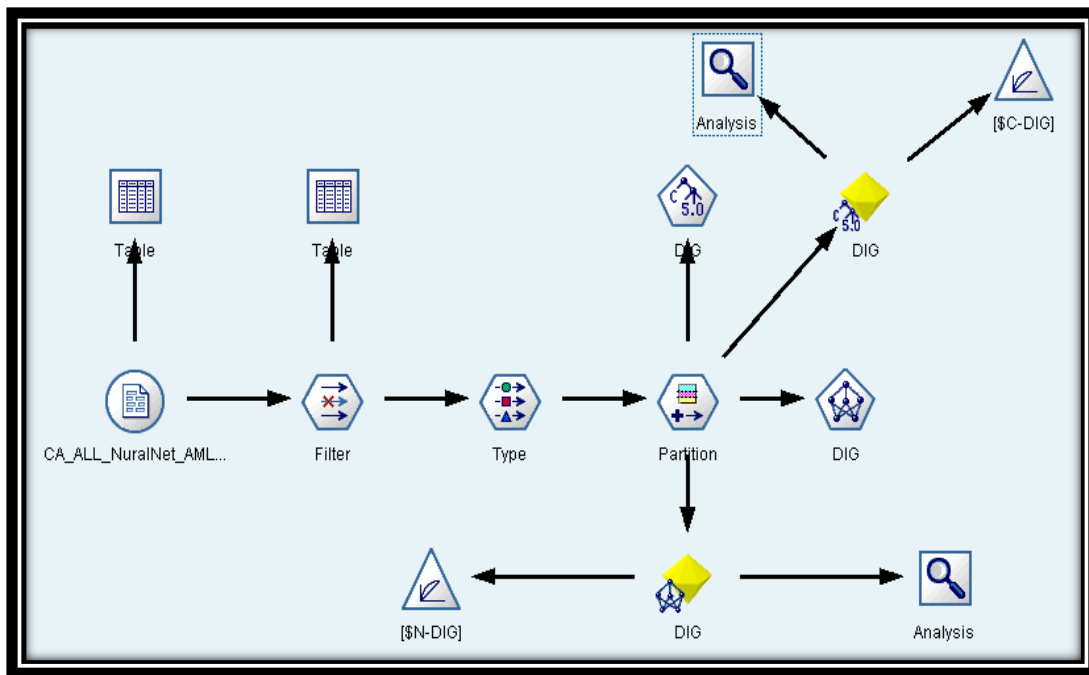 Analysis
[$C-DIG]
C 5.0
C 5.0
Table
Table
DIG
DIG
CA_ALL_NuralNet_AML...
Filter
Type
Partition
DIG
[$N-DIG]
DIG
Analysis